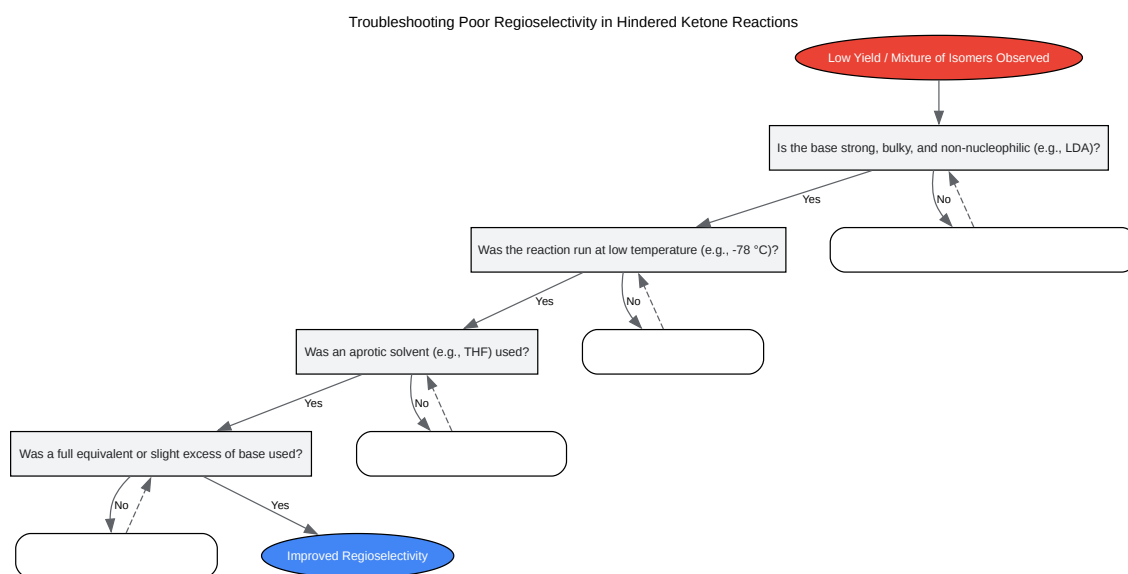 Troubleshooting Poor Regioselectivity in Hindered Ketone Reactions
Low Yield / Mixture of Isomers Observed
Is the base strong, bulky, and non-nucleophilic (e.g., LDA)?
Yes
No
Was the reaction run at low temperature (e.g., -78 °C)?
Yes
No
Was an aprotic solvent (e.g., THF) used?
Yes
No
Was a full equivalent or slight excess of base used?
No
Yes
Improved Regioselectivity